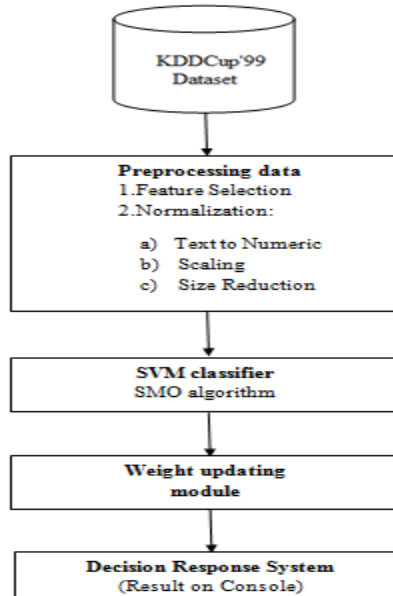 KDDCup'99
Dataset
Preprocessing data
1.Feature Selection
2.Normalization:
a) Text to Numeric
b) Scaling
c) Size Reduction
SVM classifier
SMO algorithm
Weight updating
module
Decision Response System
(Result on Console)